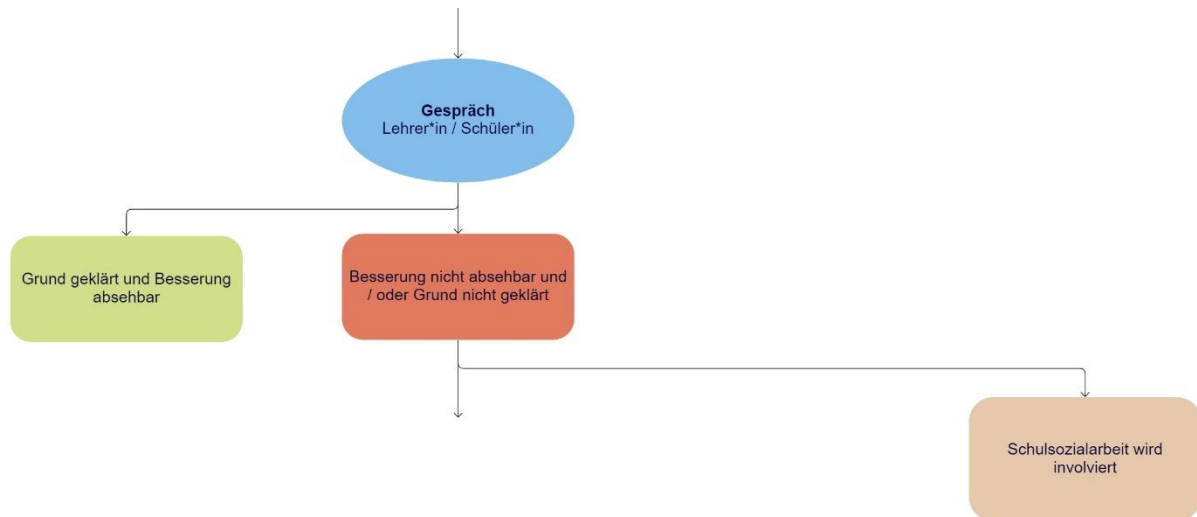 Gespräch
Lehrer*in / Schüler*in
Grund geklärt und Besserung
absehbar
Besserung nicht absehbar und
/ oder Grund nicht geklärt
Schulsozialarbeit wird
involviert